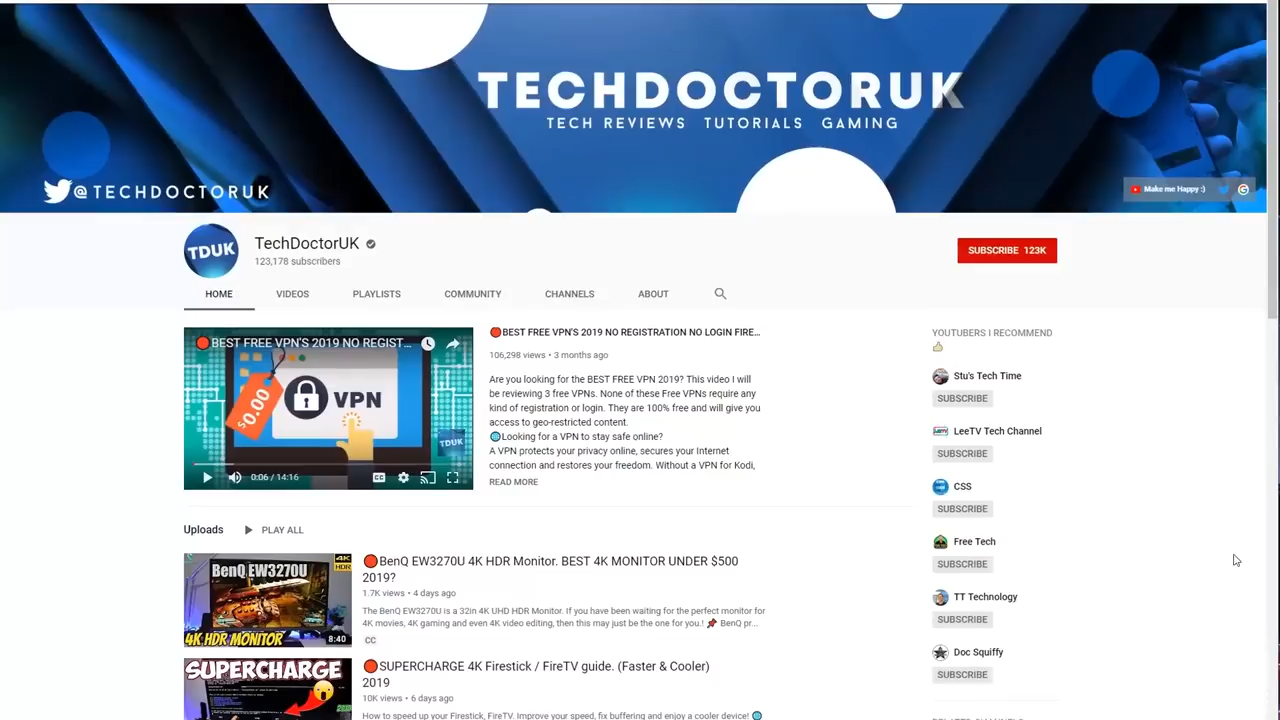 TECHDOCTORUK
TECH REVIEWS TUTORIALS GAMING
@TECHDOCTORUK
Make me Happy :)
TDUK
TechDoctorUK
123,178 subscribers
SUBSCRIBE 123K
HOME
VIDEOS
PLAYLISTS
COMMUNITY
CHANNELS
ABOUT
BEST FREE VPN'S 2019 NO REGIST...
$0.00
VPN
TDUK
0:06 / 14:16
CC
BEST FREE VPN'S 2019 NO REGISTRATION NO LOGIN FIRE...
106,298 views • 3 months ago
Are you looking for the BEST FREE VPN 2019? This video I will
be reviewing 3 free VPNs. None of these Free VPNs require any
kind of registration or login. They are 100% free and will give you
access to geo-restricted content.
Looking for a VPN to stay safe online?
A VPN protects your privacy online, secures your Internet
connection and restores your freedom. Without a VPN for Kodi,
READ MORE
YOUTUBERS I RECOMMEND
Stu's Tech Time
SUBSCRIBE
LeeTV Tech Channel
SUBSCRIBE
CSS
SUBSCRIBE
Free Tech
SUBSCRIBE
TT Technology
SUBSCRIBE
Doc Squiffy
SUBSCRIBE
Uploads
PLAY ALL
BenQ EW3270U
4K
HDR
4K HDR MONITOR
8:40
BenQ EW3270U 4K HDR Monitor. BEST 4K MONITOR UNDER $500
2019?
1.7K views • 4 days ago
The BenQ EW3270U is a 32in 4K UHD HDR Monitor. If you have been waiting for the perfect monitor for
4K movies, 4K gaming and even 4K video editing, then this may just be the one for you.! BenQ pr...
CC
SUPERCHARGE
SUPERCHARGE 4K Firestick / FireTV guide. (Faster & Cooler)
2019
10K views • 6 days ago
How to speed up your Firestick, FireTV. Improve your speed, fix buffering and enjoy a cooler device!